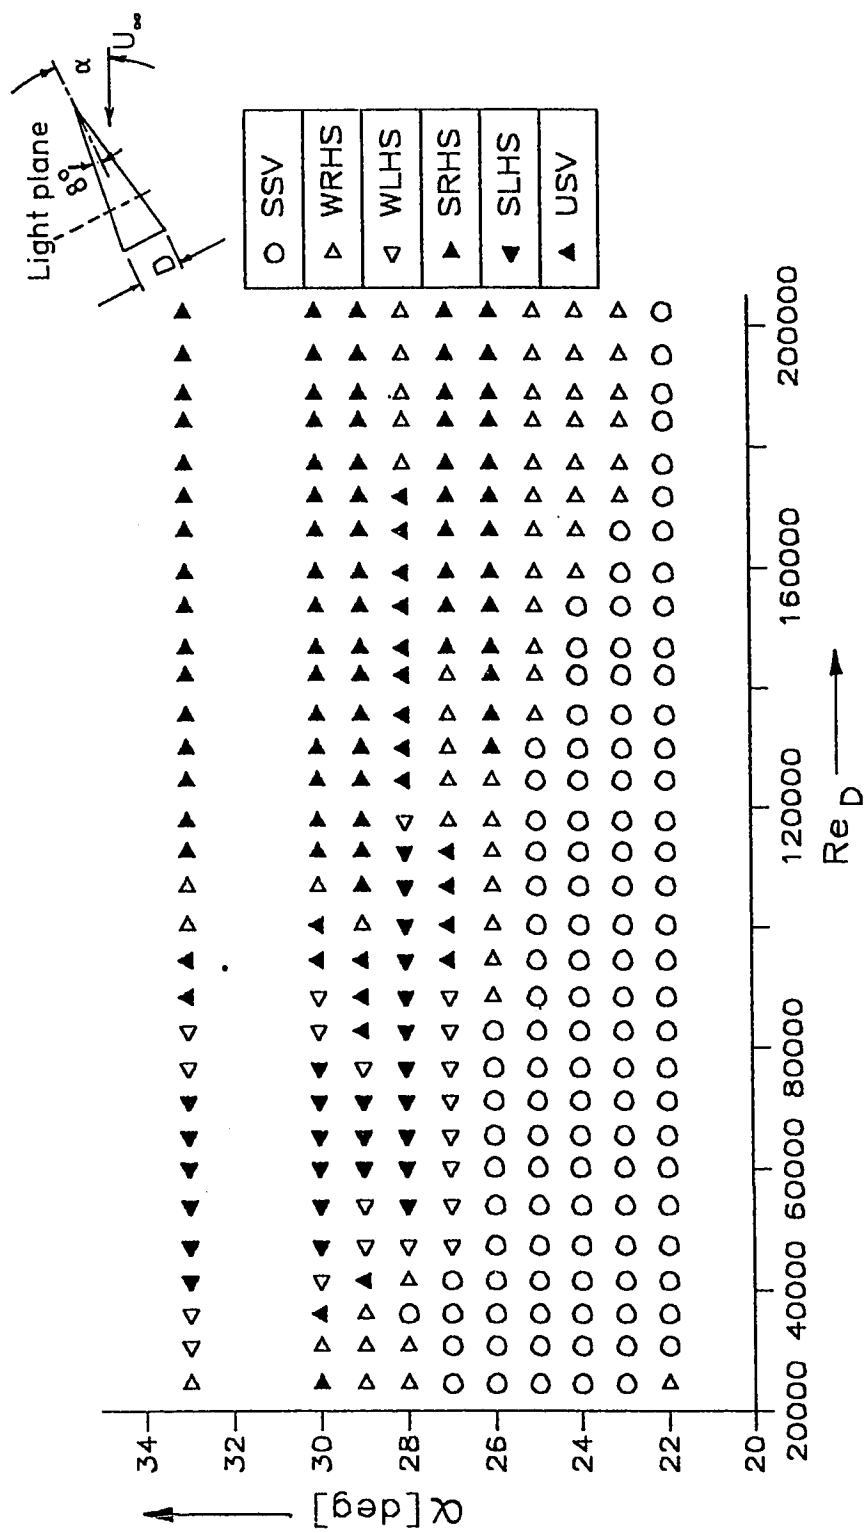 Light plane
8°
α
U∞
D
SSV
WRHS
WLHS
SRHS
SLHS
USV
α [deg]
34
32
30
28
26
24
22
20
20000 40000 60000 80000 120000 160000 200000
Re D